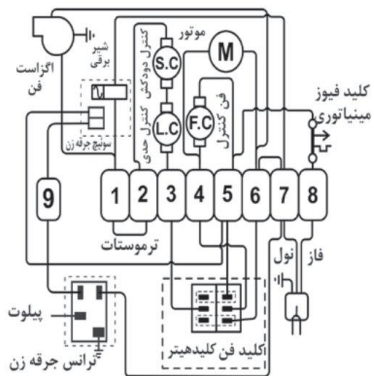 شیر
برقی
اگزاست
فن
کنترل دودکش
S.C
موتور
M
کنترل حدی
L.C
F.C
فن کنترل
کلید فیوز
مینیاتوری
سوئیچ جرقه زن
9
1
2
3
4
5
6
7
8
ترموستات
نول
فاز
پیلوت
ترانس جرقه زن
کلید فن کلیدهیتر